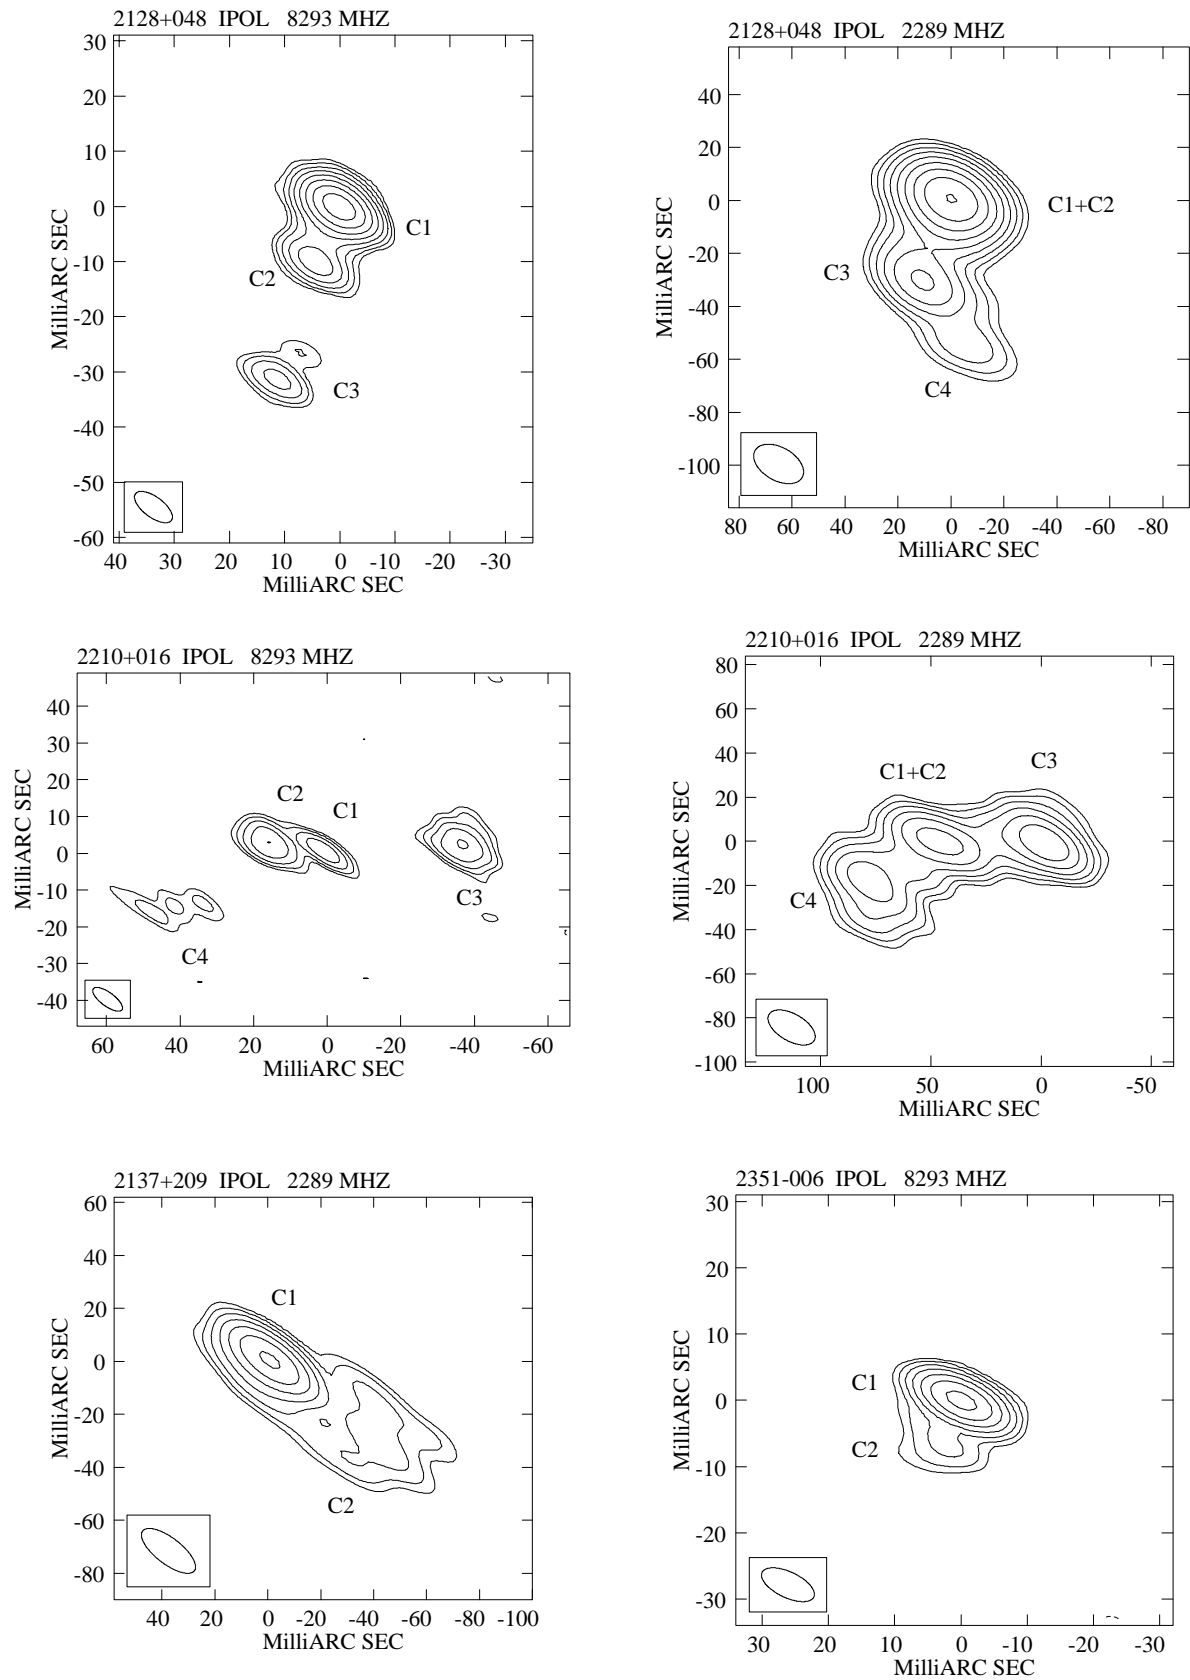 2128+048 IPOL 8293 MHZ
30
20
10
0
-10
-20
-30
-40
-50
-60
MilliARC SEC
C1
C2
C3
40 30 20 10 0 -10 -20 -30
MilliARC SEC
2128+048 IPOL 2289 MHZ
40
20
0
-20
-40
-60
-80
-100
MilliARC SEC
C1+C2
C3
C4
80 60 40 20 0 -20 -40 -60 -80
MilliARC SEC
2210+016 IPOL 8293 MHZ
40
30
20
10
0
-10
-20
-30
-40
MilliARC SEC
C2
C1
C3
C4
60 40 20 0 -20 -40 -60
MilliARC SEC
2210+016 IPOL 2289 MHZ
80
60
40
20
0
-20
-40
-60
-80
-100
MilliARC SEC
C3
C1+C2
C4
100 50 0 -50
MilliARC SEC
2137+209 IPOL 2289 MHZ
60
40
20
0
-20
-40
-60
-80
MilliARC SEC
C1
C2
40 20 0 -20 -40 -60 -80 -100
MilliARC SEC
2351-006 IPOL 8293 MHZ
30
20
10
0
-10
-20
-30
MilliARC SEC
C1
C2
30 20 10 0 -10 -20 -30
MilliARC SEC